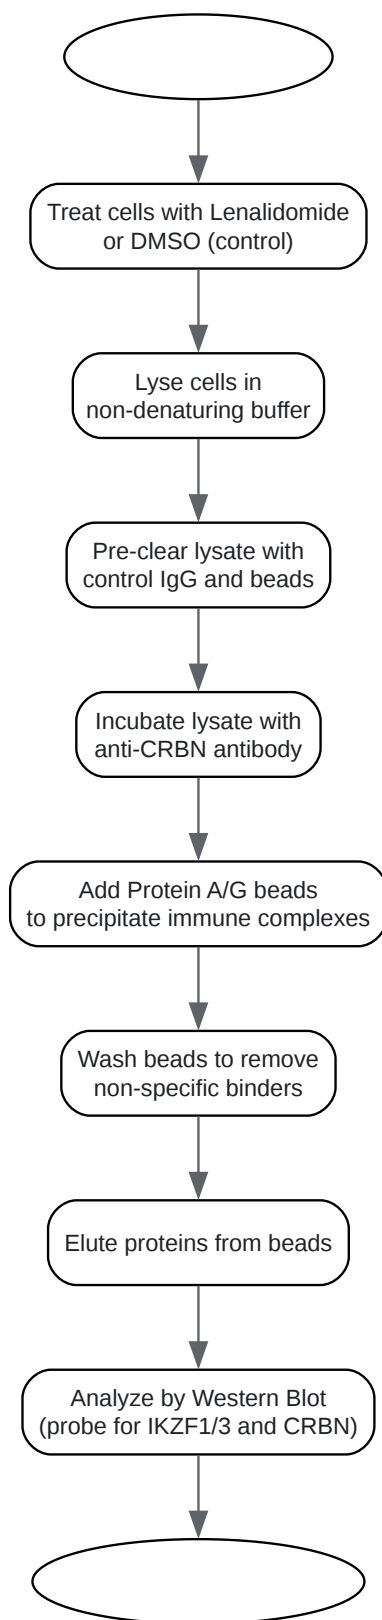 Treat cells with Lenalidomide
or DMSO (control)
Lyse cells in
non-denaturing buffer
Pre-clear lysate with
control IgG and beads
Incubate lysate with
anti-CRBN antibody
Add Protein A/G beads
to precipitate immune complexes
Wash beads to remove
non-specific binders
Elute proteins from beads
Analyze by Western Blot
(probe for IKZF1/3 and CRBN)